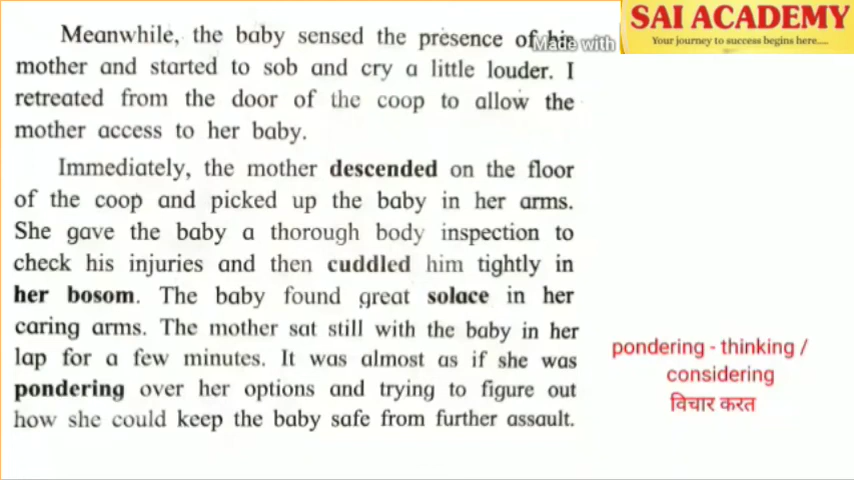 SAI ACADEMY
Your journey to success begins here....
Made with
Meanwhile, the baby sensed the presence of his
mother and started to sob and cry a little louder. I
retreated from the door of the coop to allow the
mother access to her baby.
Immediately, the mother descended on the floor
of the coop and picked up the baby in her arms.
She gave the baby a thorough body inspection to
check his injuries and then cuddled him tightly in
her bosom. The baby found great solace in her
caring arms. The mother sat still with the baby in her
lap for a few minutes. It was almost as if she was
pondering over her options and trying to figure out
how she could keep the baby safe from further assault.
pondering - thinking /
considering
विचार करत